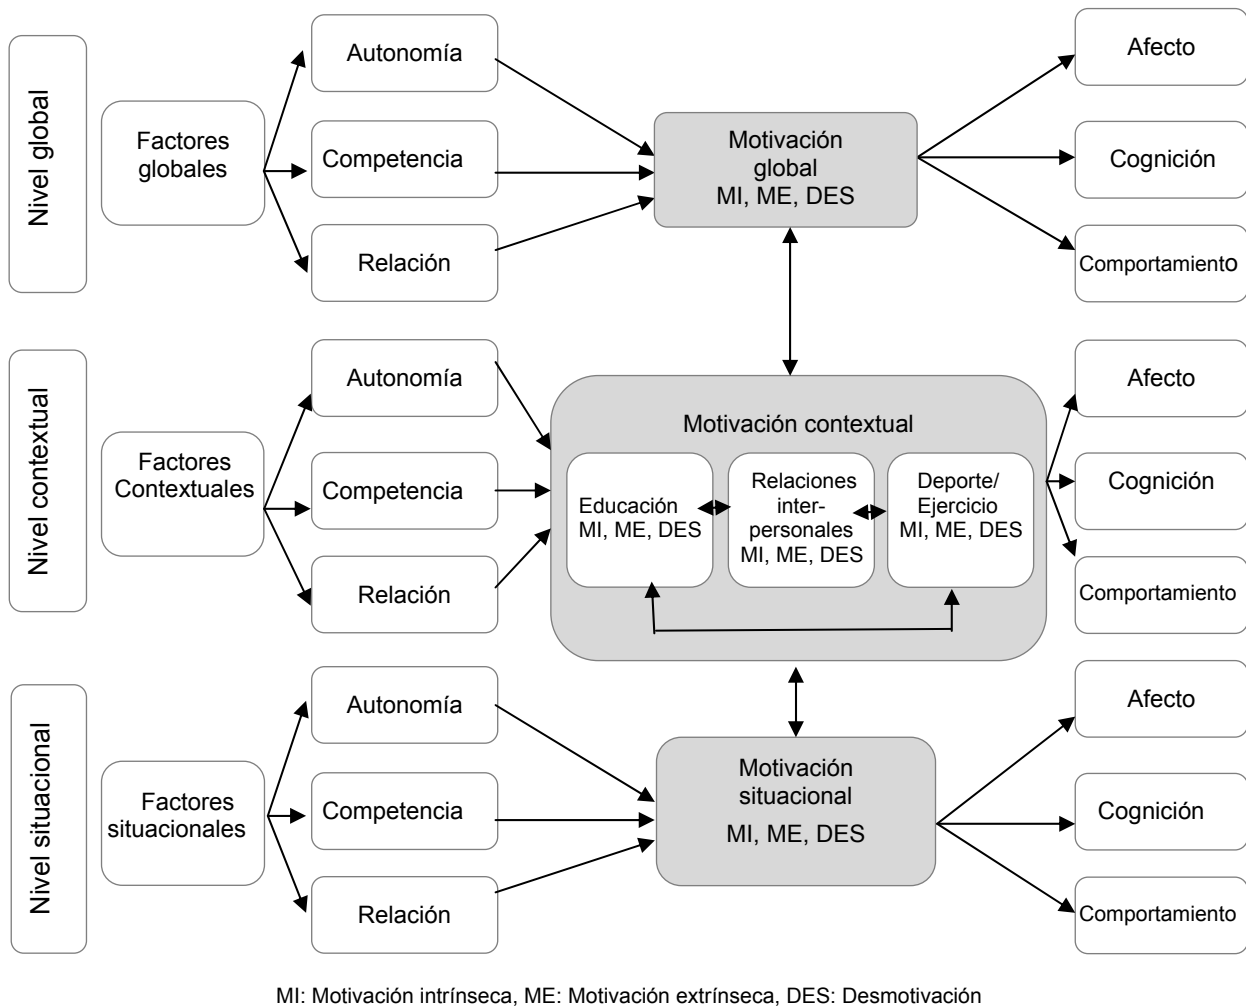 Nivel global
Factores
globales
Autonomía
Competencia
Relación
Motivación
global
MI, ME, DES
Afecto
Cognición
Comportamiento
Nivel contextual
Factores
Contextuales
Autonomía
Competencia
Relación
Motivación contextual
Educación
MI, ME, DES
Relaciones
inter-
personales
MI, ME, DES
Deporte/
Ejercicio
MI, ME, DES
Afecto
Cognición
Comportamiento
Nivel situacional
Factores
situacionales
Autonomía
Competencia
Relación
Motivación
situacional
MI, ME, DES
Afecto
Cognición
Comportamiento
MI: Motivación intrínseca, ME: Motivación extrínseca, DES: Desmotivación